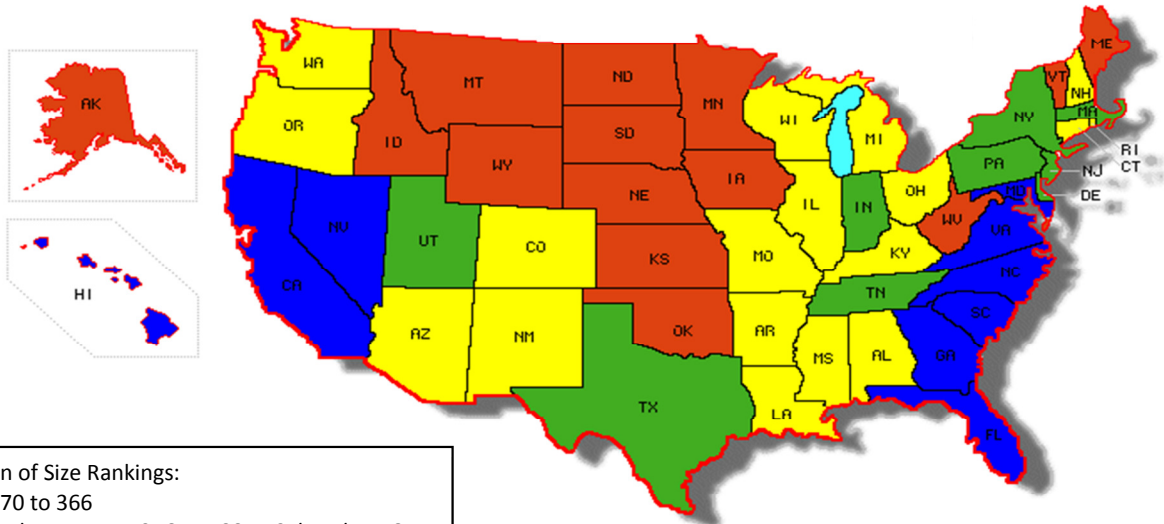 WA
OR
CA
NV
ID
MT
WY
UT
CO
AZ
NM
ND
SD
NE
KS
OK
TX
MN
IA
MO
AR
LA
WI
IL
MI
IN
OH
KY
TN
MS
AL
GA
FL
SC
NC
VA
WV
MD
PA
NY
VT
NH
ME
MA
RI
CT
NJ
DE
AK
HI
n of Size Rankings:
70 to 366